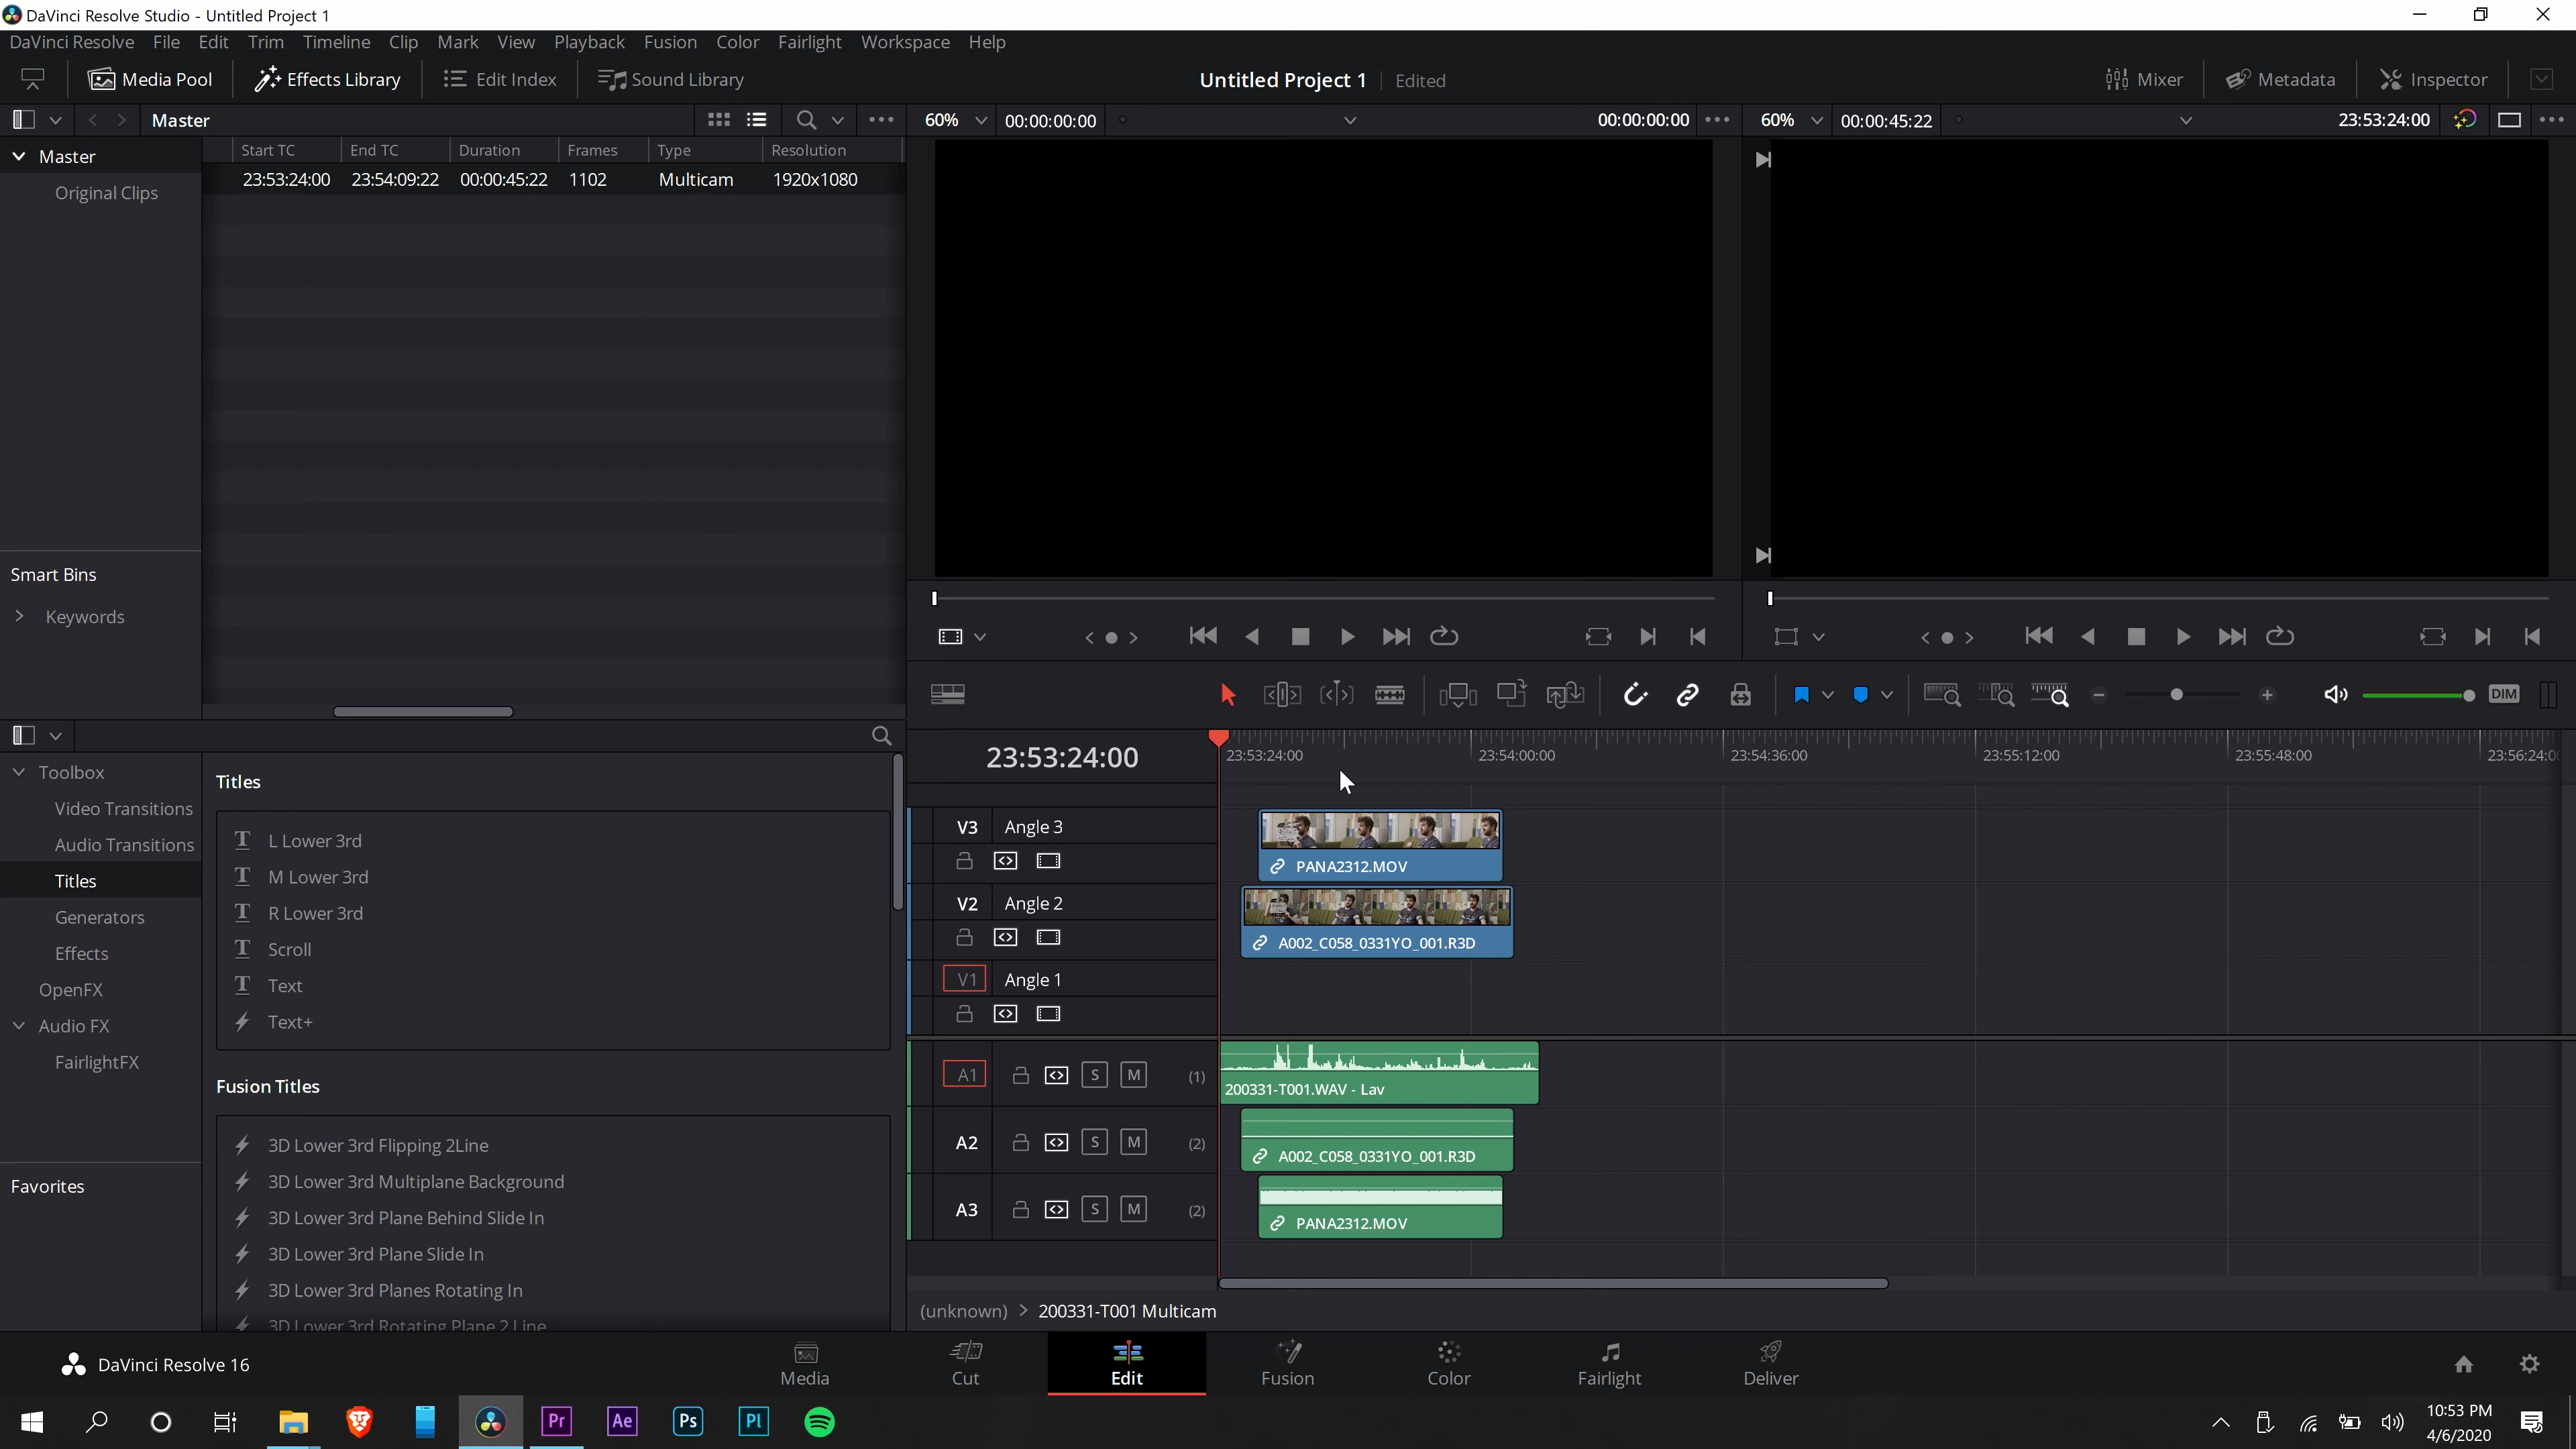 DaVinci Resolve Studio - Untitled Project 1
DaVinci Resolve File Edit Trim Timeline Clip Mark View Playback Fusion Color Fairlight Workspace Help
Media Pool Effects Library Edit Index Sound Library Untitled Project 1 Edited Mixer Metadata Inspector
Master 60% 00:00:00:00 00:00:00:00 60% 00:00:45:22 23:53:24:00
Master Start TC End TC Duration Frames Type Resolution
23:53:24:00 23:54:09:22 00:00:45:22 1102 Multicam 1920x1080
Original Clips
Smart Bins
Keywords
DIM
Toolbox
Video Transitions
Audio Transitions
Titles
Generators
Effects
OpenFX
Audio FX
FairlightFX
Favorites
Titles
L Lower 3rd
M Lower 3rd
R Lower 3rd
Scroll
Text
Text+
Fusion Titles
3D Lower 3rd Flipping 2Line
3D Lower 3rd Multiplane Background
3D Lower 3rd Plane Behind Slide In
3D Lower 3rd Plane Slide In
3D Lower 3rd Planes Rotating In
3D Lower 3rd Rotating Plane 2 Line
23:53:24:00 23:53:24:00 23:54:00:00 23:54:36:00 23:55:12:00 23:55:48:00 23:56:24:0
V3 Angle 3
PANA2312.MOV
V2 Angle 2
A002_C058_0331YO_001.R3D
V1 Angle 1
A1 S M (1)
200331-T001.WAV - Lav
A2 S M (2)
A002_C058_0331YO_001.R3D
A3 S M (2)
PANA2312.MOV
(unknown) > 200331-T001 Multicam
DaVinci Resolve 16 Media Cut Edit Fusion Color Fairlight Deliver
Pr Ae Ps Pl
10:53 PM
4/6/2020